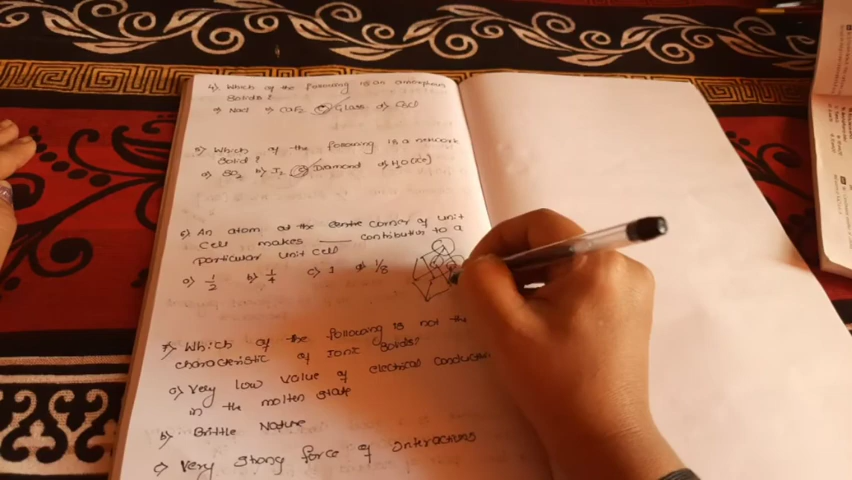 4) Which of the following is an amorphous
solids?
a) Nacl b) CaF2 c) Glass d) CsCl
5) Which of the following is a network
Solid?
a) SO2 b) I2 c) Diamond d) H2O (ice)
6) An atom at the centre corner of unit
cell makes ____ contribution to a
particular unit cell
a) 1/2 b) 1/4 c) 1 d) 1/8
7) Which of the following is not the
characteristic of Ionic Solids?
a) Very low value of electrical
in the molten state
b) Brittle Nature
c) Very strong force of Interactions